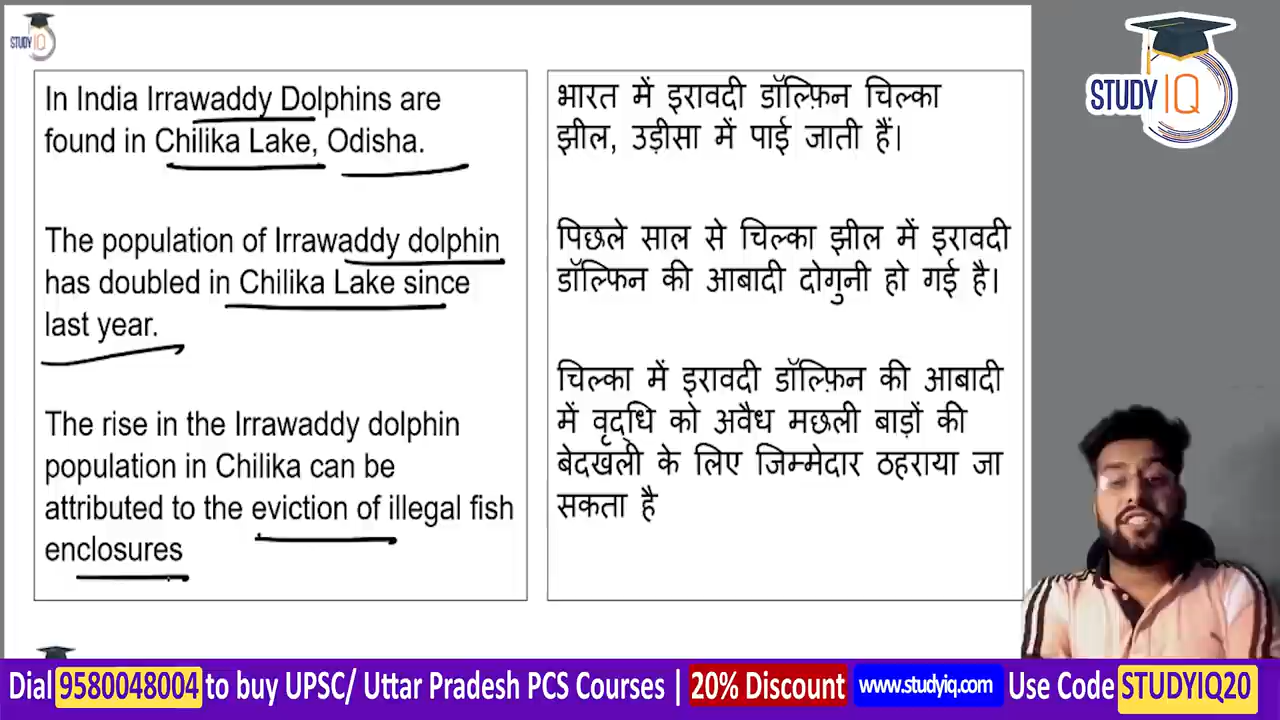 STUDY IQ
In India Irrawaddy Dolphins are
found in Chilika Lake, Odisha.
The population of Irrawaddy dolphin
has doubled in Chilika Lake since
last year.
The rise in the Irrawaddy dolphin
population in Chilika can be
attributed to the eviction of illegal fish
enclosures
भारत में इरावदी डॉल्फ़िन चिल्का
झील, उड़ीसा में पाई जाती हैं।
पिछले साल से चिल्का झील में इरावदी
डॉल्फिन की आबादी दोगुनी हो गई है।
चिल्का में इरावदी डॉल्फ़िन की आबादी
में वृद्धि को अवैध मछली बाड़ों की
बेदखली के लिए जिम्मेदार ठहराया जा
सकता है
STUDY IQ
Dial 9580048004 to buy UPSC/ Uttar Pradesh PCS Courses | 20% Discount www.studyiq.com Use Code STUDYIQ20